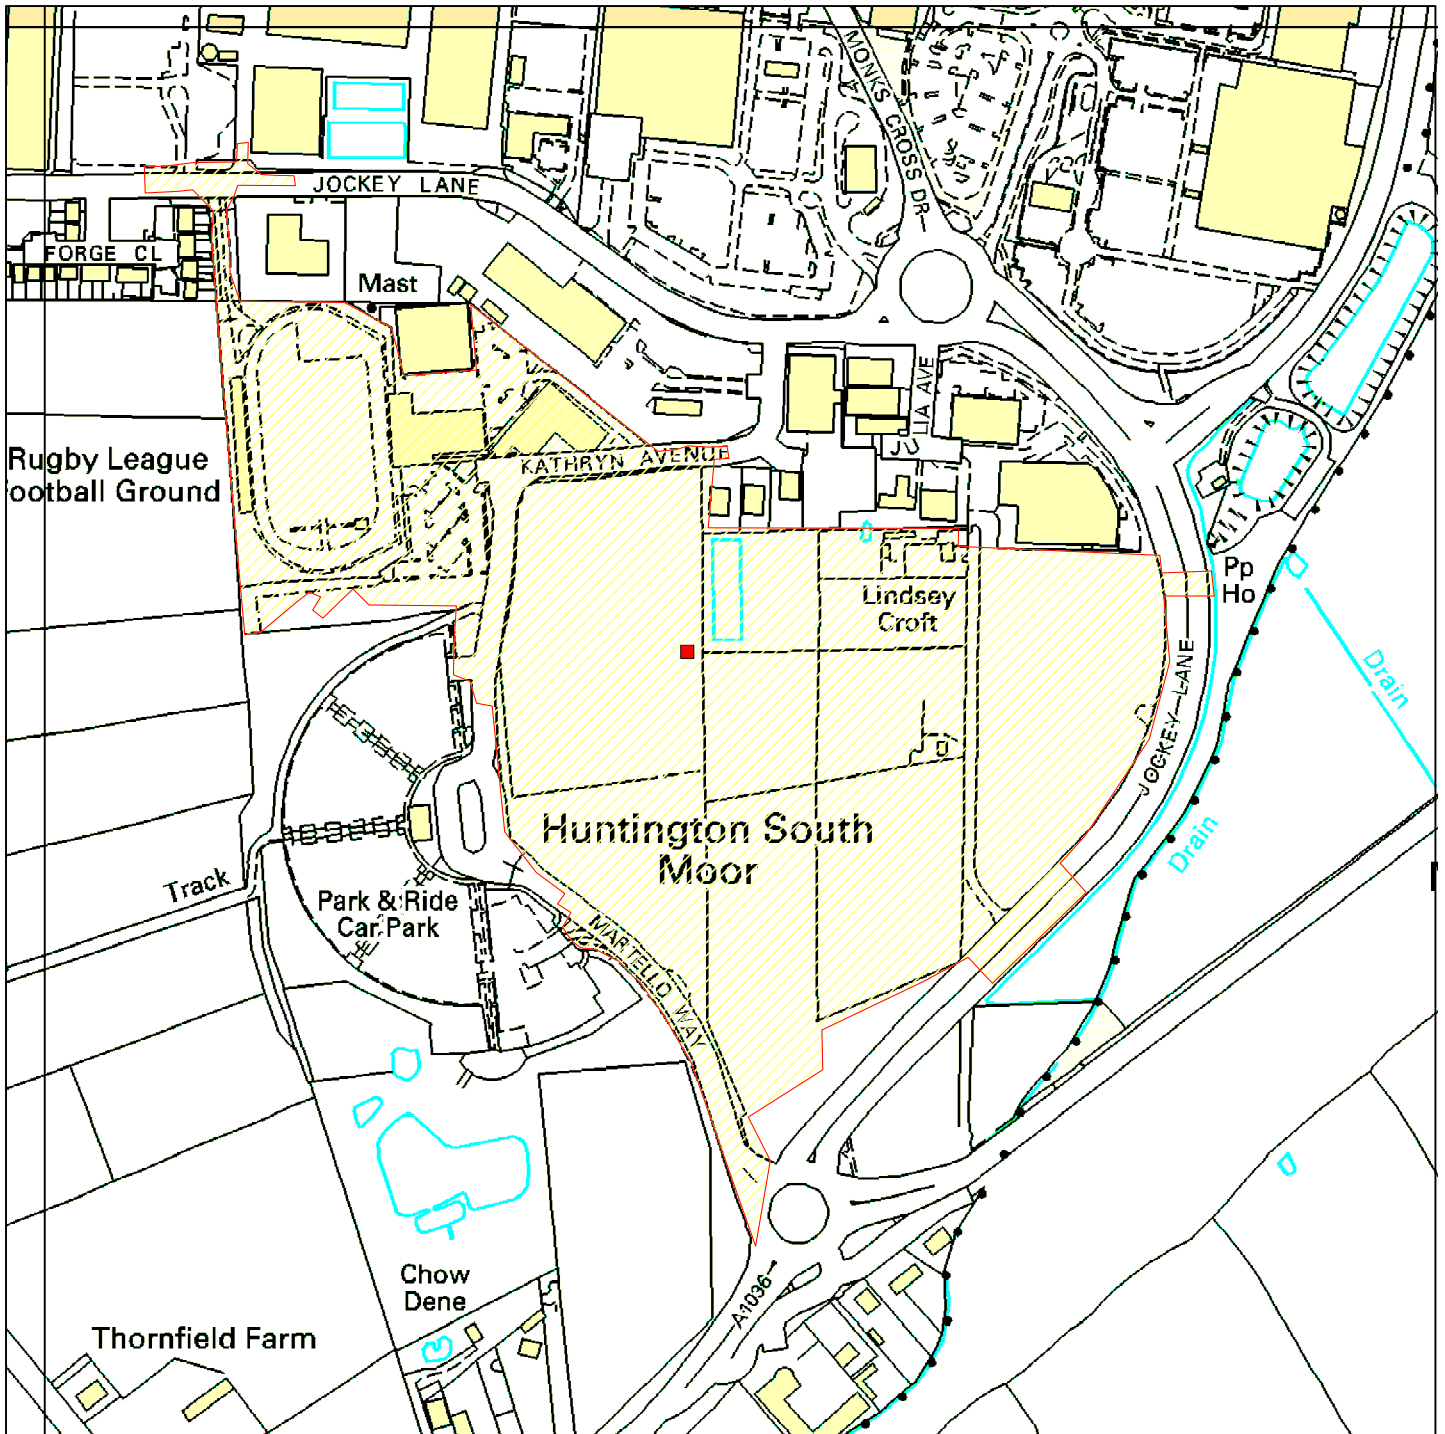 MONKS CROSS DR
JOCKEY LANE
FORGE CL
Mast
Rugby League
ootball Ground
KATHRYN AVENUE
JULIA AVE
Lindsey
Croft
Pp
Ho
Drain
JOCKEY LANE
Huntington South
Moor
Drain
Track
Park & Ride
Car Park
MARTELLO WAY
Chow
Dene
A1036
Thornfield Farm